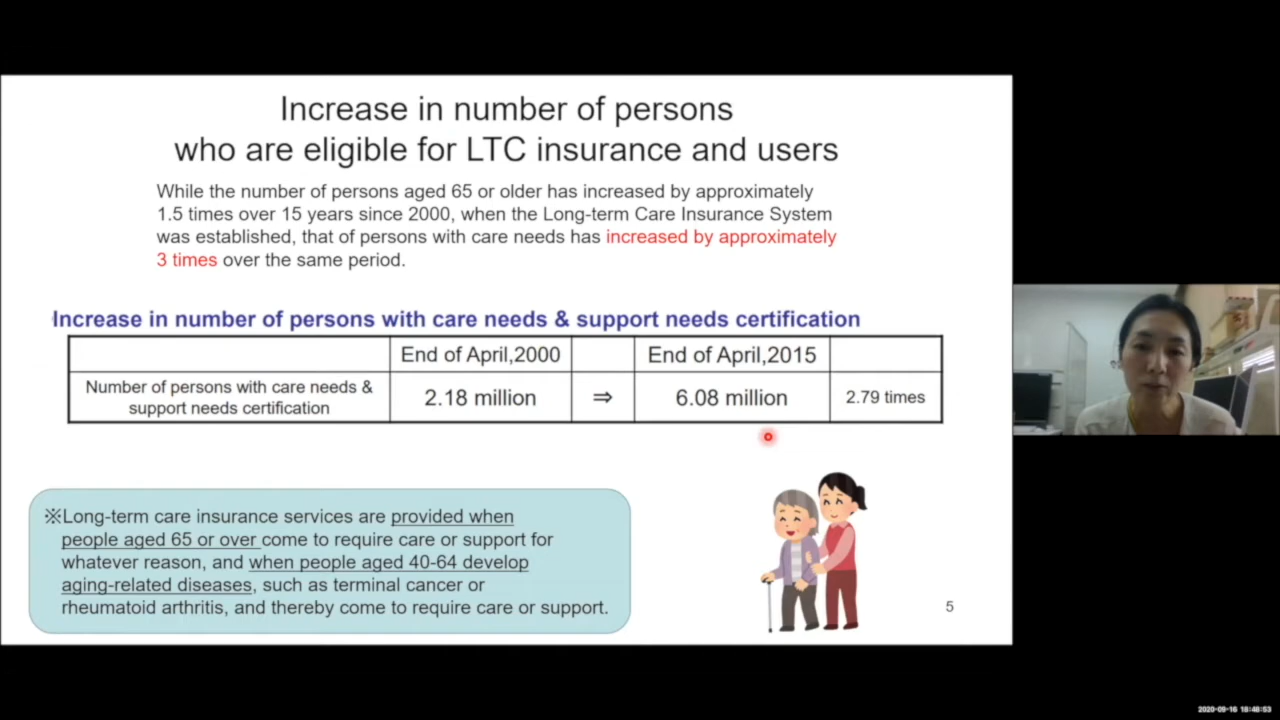 Increase in number of persons
who are eligible for LTC insurance and users
While the number of persons aged 65 or older has increased by approximately
1.5 times over 15 years since 2000, when the Long-term Care Insurance System
was established, that of persons with care needs has increased by approximately
3 times over the same period.
Increase in number of persons with care needs & support needs certification
End of April,2000 End of April,2015
Number of persons with care needs &
support needs certification
2.18 million ⇒ 6.08 million 2.79 times
※Long-term care insurance services are provided when
people aged 65 or over come to require care or support for
whatever reason, and when people aged 40-64 develop
aging-related diseases, such as terminal cancer or
rheumatoid arthritis, and thereby come to require care or support.
5
2020-09-16 18:48:53